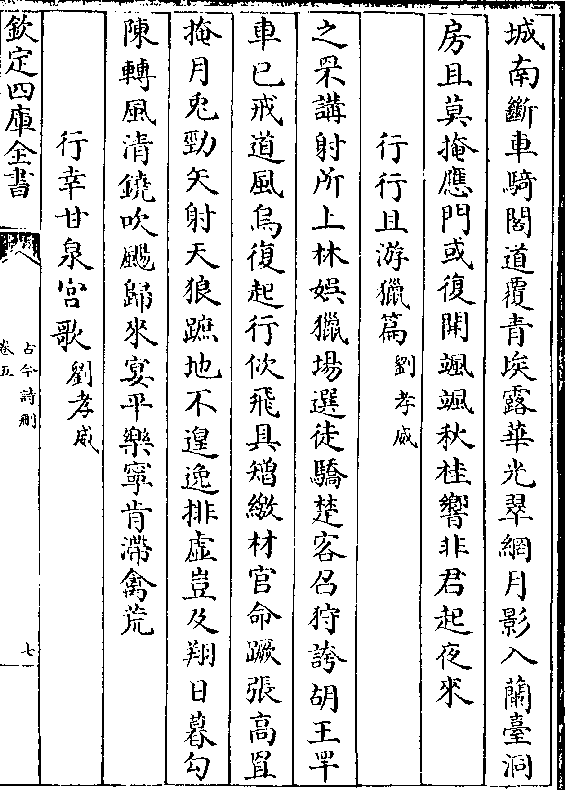 城南斷車騎閣道覆青埃露華光翠網月影入蘭臺洞
房且莫掩應門或復開颯颯秋桂響非君起夜來
行行且游獵篇劉孝威
之罘講射所上林娛獵場選徒驕楚客召狩誇胡王罕
車已戒道風烏復起行佽飛具矰繳材官命蹶張高罝
掩月兎勁矢射天狼蹠地不遑逸排虛豈及翔日暮勾
陳轉風清鐃吹颺歸來宴平樂寧肯滯禽荒
行幸甘泉宮歌劉孝威
欽定四庫全書
古今詩刪
卷五
七